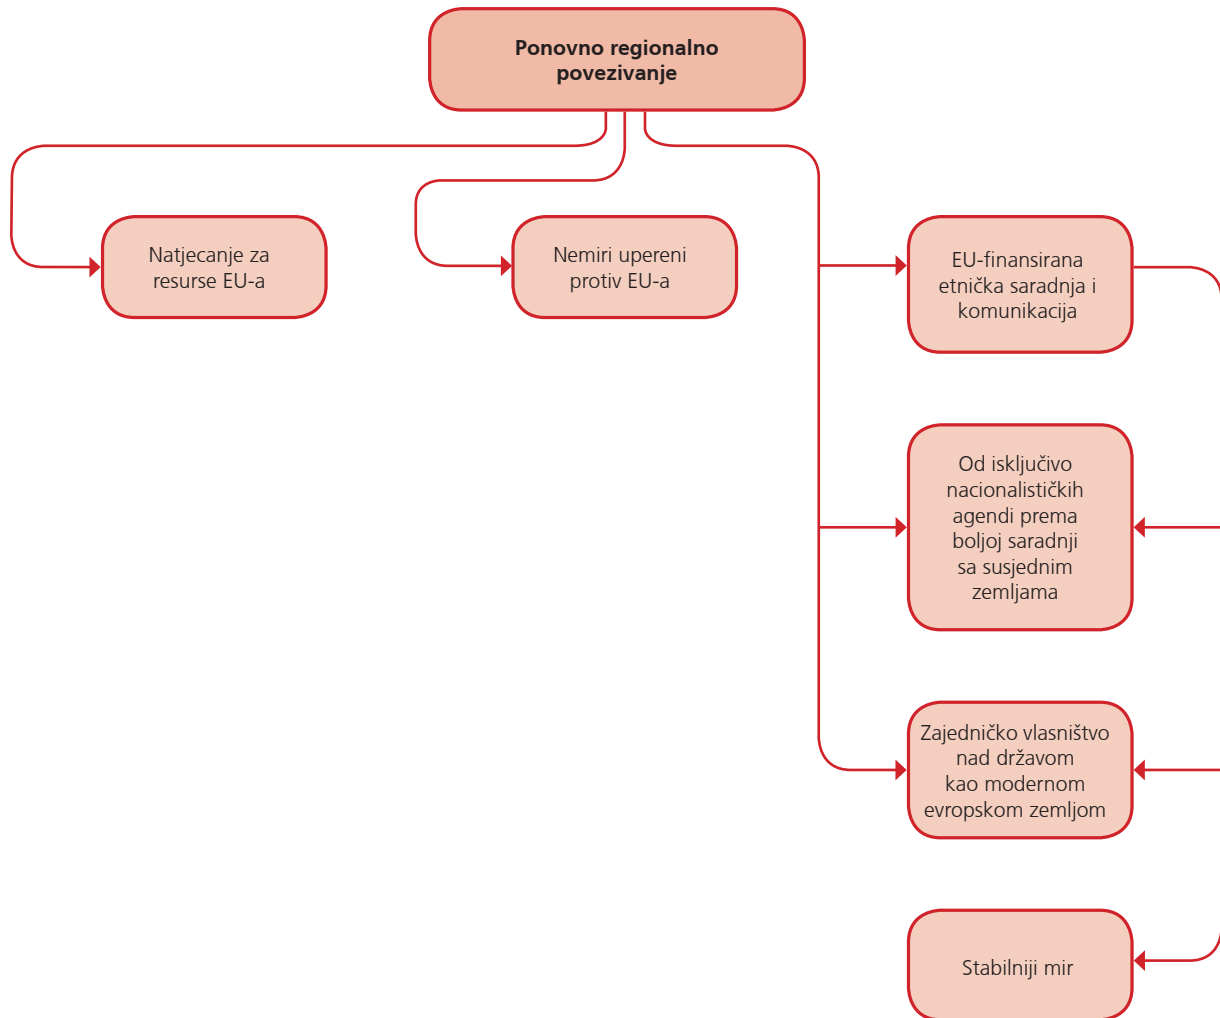 Ponovno regionalno
povezivanje
Natjecanje za
resurse EU-a
Nemiri upereni
protiv EU-a
EU-finansirana
etnička saradnja i
komunikacija
Od isključivo
nacionalističkih
agendi prema
boljoj saradnji
sa susjednim
zemljama
Zajedničko vlasništvo
nad državom
kao modernom
evropskom zemljom
Stabilniji mir